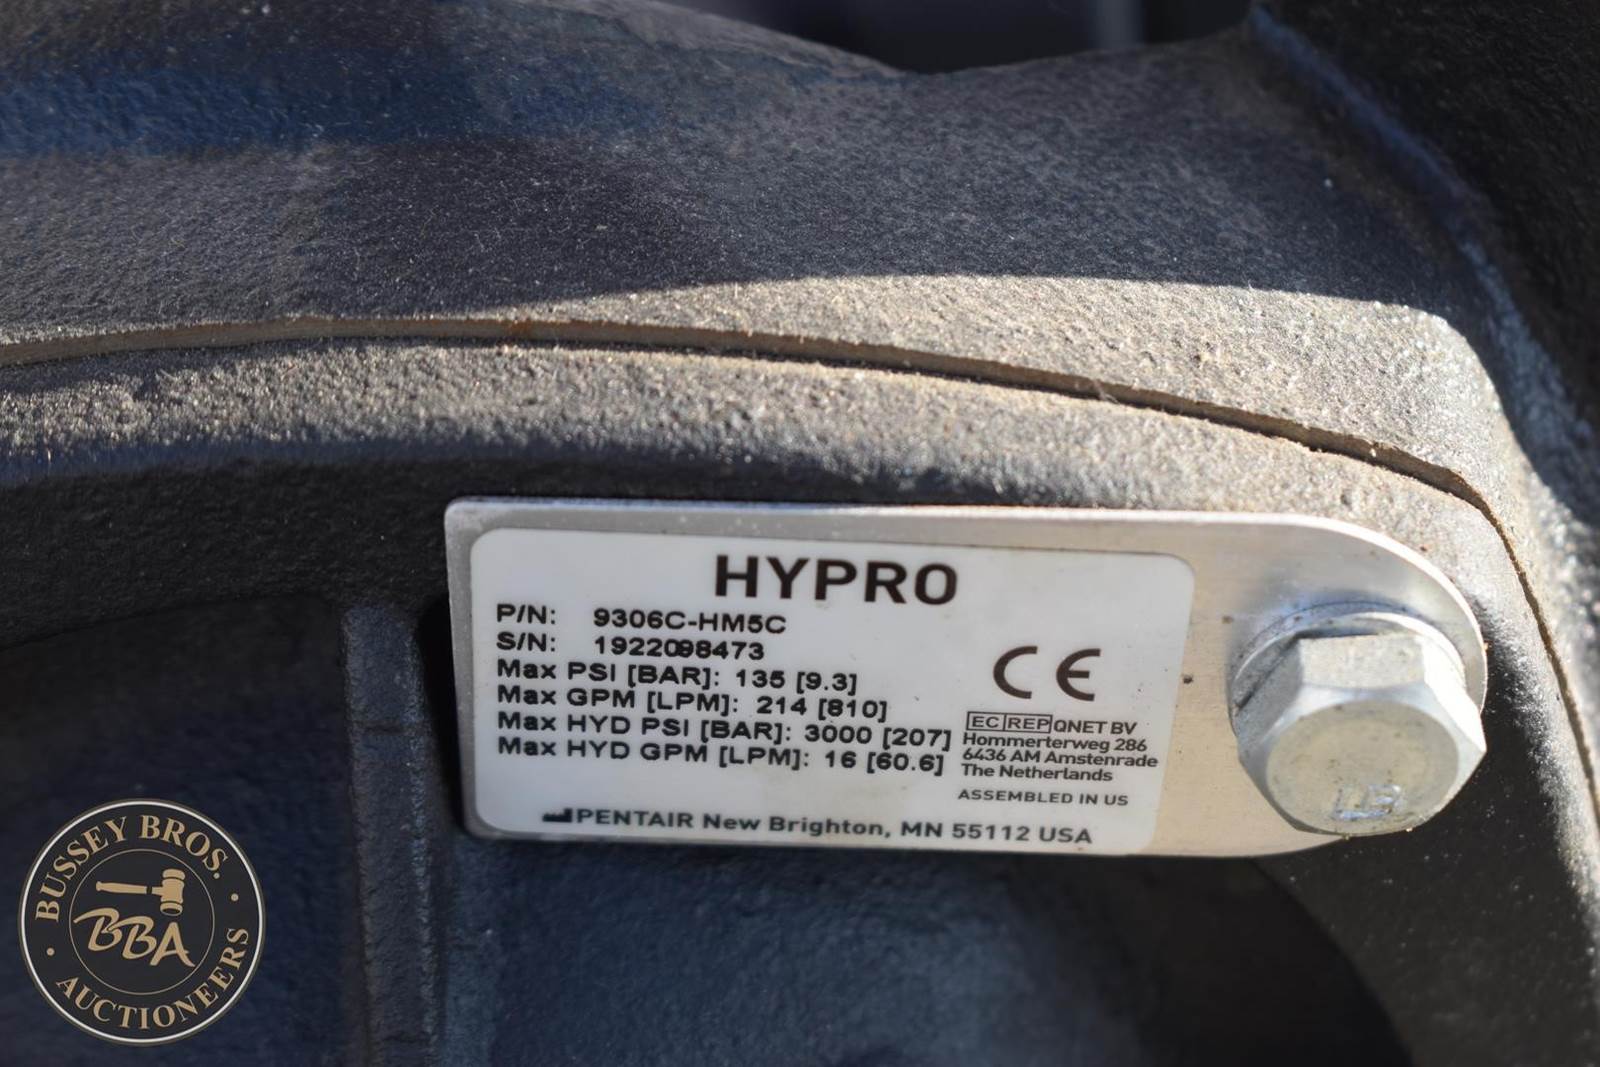 HYPRO
P/N: 9306C-HM5C
S/N: 1922098473
Max PSI [BAR]: 135 [9.3]
Max GPM [LPM]: 214 [810]
Max HYD PSI [BAR]: 3000 [207]
Max HYD GPM [LPM]: 16 [60.6]
CE
EC REP QNET BV
Hommerterweg 286
6436 AM Amstenrade
The Netherlands
ASSEMBLED IN US
PENTAIR New Brighton, MN 55112 USA
BUSSEY BROS.
BBA
AUCTIONEERS